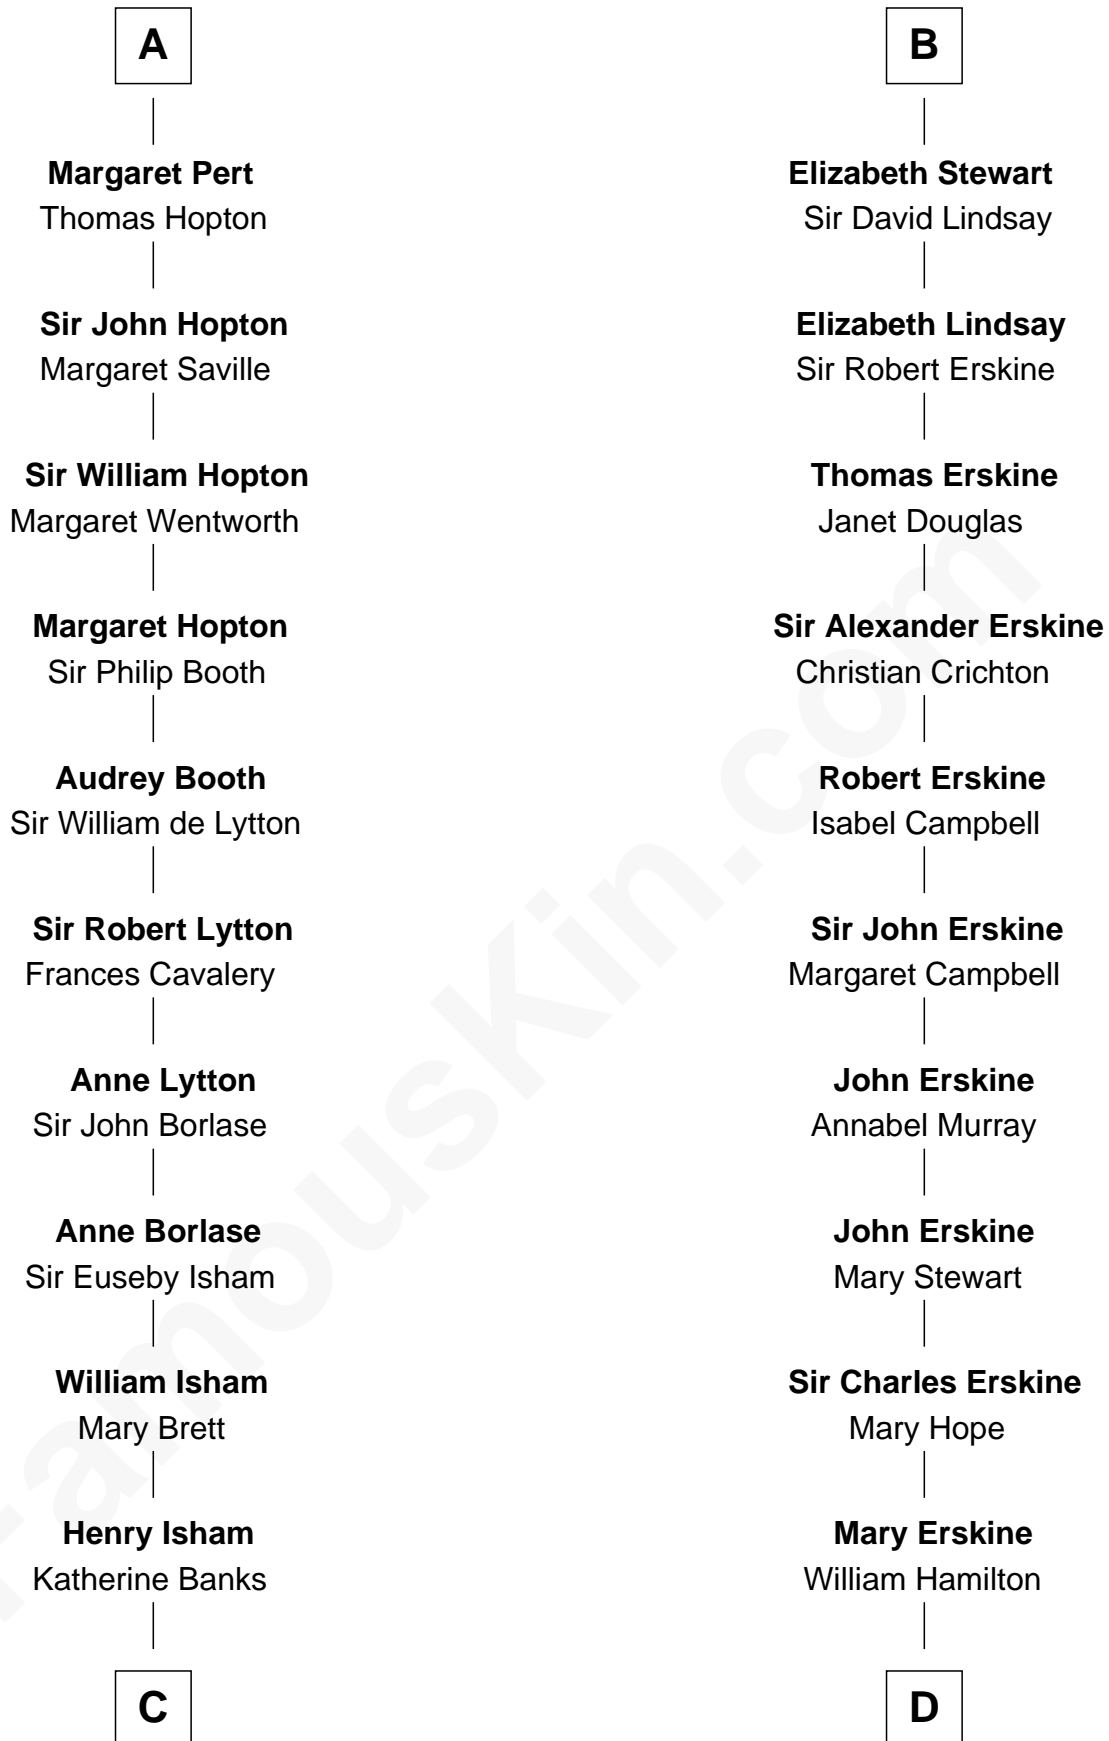 A
Margaret Pert
Thomas Hopton
Sir John Hopton
Margaret Saville
Sir William Hopton
Margaret Wentworth
Margaret Hopton
Sir Philip Booth
Audrey Booth
Sir William de Lytton
Sir Robert Lytton
Frances Cavalery
Anne Lytton
Sir John Borlase
Anne Borlase
Sir Euseby Isham
William Isham
Mary Brett
Henry Isham
Katherine Banks
C
B
Elizabeth Stewart
Sir David Lindsay
Elizabeth Lindsay
Sir Robert Erskine
Thomas Erskine
Janet Douglas
Sir Alexander Erskine
Christian Crichton
Robert Erskine
Isabel Campbell
Sir John Erskine
Margaret Campbell
John Erskine
Annabel Murray
John Erskine
Mary Stewart
Sir Charles Erskine
Mary Hope
Mary Erskine
William Hamilton
D
FamousKin.com